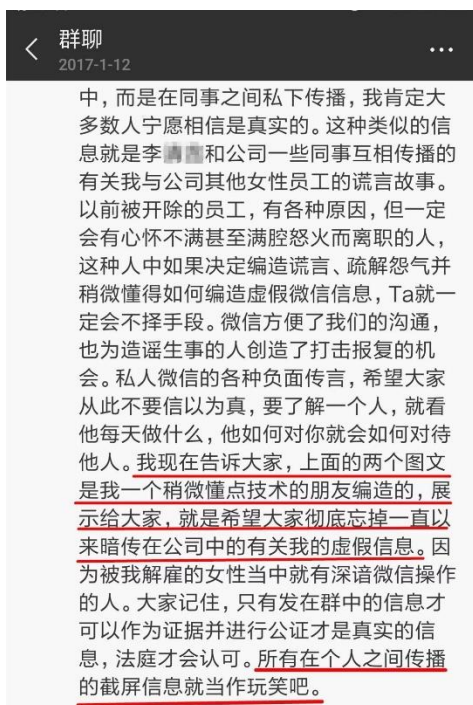 群聊
2017-1-12
中，而是在同事之间私下传播，我肯定大
多数人宁愿相信是真实的。这种类似的信
息就是李和公司一些同事互相传播的
有关我与公司其他女性员工的谎言故事。
以前被开除的员工，有各种原因，但一定
会有心怀不满甚至满腔怒火而离职的人，
这种人中如果决定编造谎言、疏解怨气并
稍微懂得如何编造虚假微信信息，Ta就一
定会不择手段。微信方便了我们的沟通，
也为造谣生事的人创造了打击报复的机
会。私人微信的各种负面传言，希望大家
从此不要信以为真，要了解一个人，就看
他每天做什么，他如何对你就会如何对待
他人。我现在告诉大家，上面的两个图文
是我一个稍微懂点技术的朋友编造的，展
示给大家，就是希望大家彻底忘掉一直以
来暗传在公司中的有关我的虚假信息。因
为被我解雇的女性当中就有深谙微信操作
的人。大家记住，只有发在群中的信息才
可以作为证据并进行公证才是真实的信
息，法庭才会认可。所有在个人之间传播
的截屏信息就当作玩笑吧。